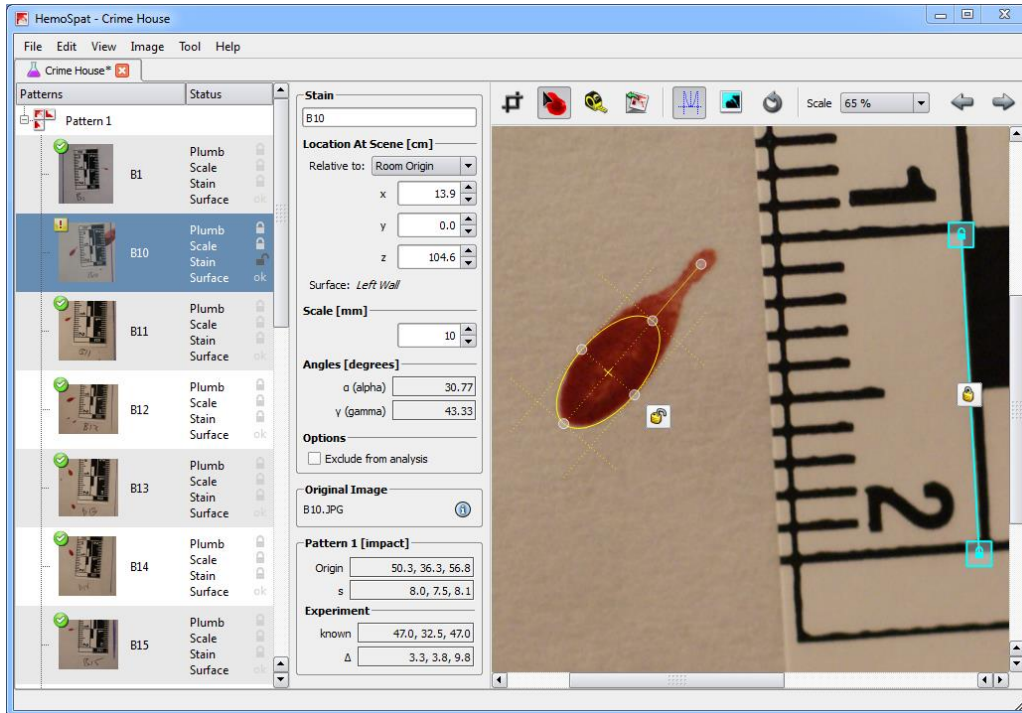 HemoSpat - Crime House
File Edit View Image Tool Help
Crime House*
Patterns Status
Pattern 1
B1
Plumb
Scale
Stain
Surface ok
B10
Plumb
Scale
Stain
Surface ok
B11
Plumb
Scale
Stain
Surface ok
B12
Plumb
Scale
Stain
Surface ok
B13
Plumb
Scale
Stain
Surface ok
B14
Plumb
Scale
Stain
Surface ok
B15
Plumb
Scale
Stain
Surface ok
Stain
B10
Location At Scene [cm]
Relative to: Room Origin
x 13.9
y 0.0
z 104.6
Surface: Left Wall
Scale [mm]
10
Angles [degrees]
α (alpha) 30.77
γ (gamma) 43.33
Options
Exclude from analysis
Original Image
B10.JPG
Pattern 1 [impact]
Origin 50.3, 36.3, 56.8
s 8.0, 7.5, 8.1
Experiment
known 47.0, 32.5, 47.0
Δ 3.3, 3.8, 9.8
Scale 65 %
1
2